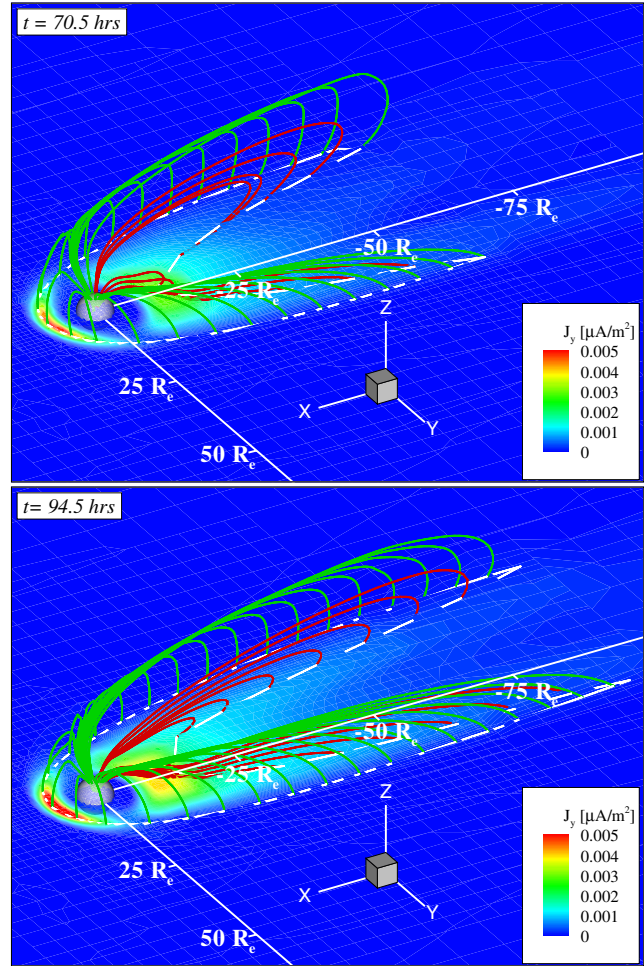 t = 70.5 hrs
-75 Rₑ
-50 Rₑ
-25 Rₑ
25 Rₑ
50 Rₑ
Z
X
Y
J_y [μA/m²]
0.005
0.004
0.003
0.002
0.001
0
t= 94.5 hrs
-75 Rₑ
-50 Rₑ
-25 Rₑ
25 Rₑ
50 Rₑ
Z
X
Y
J_y [μA/m²]
0.005
0.004
0.003
0.002
0.001
0